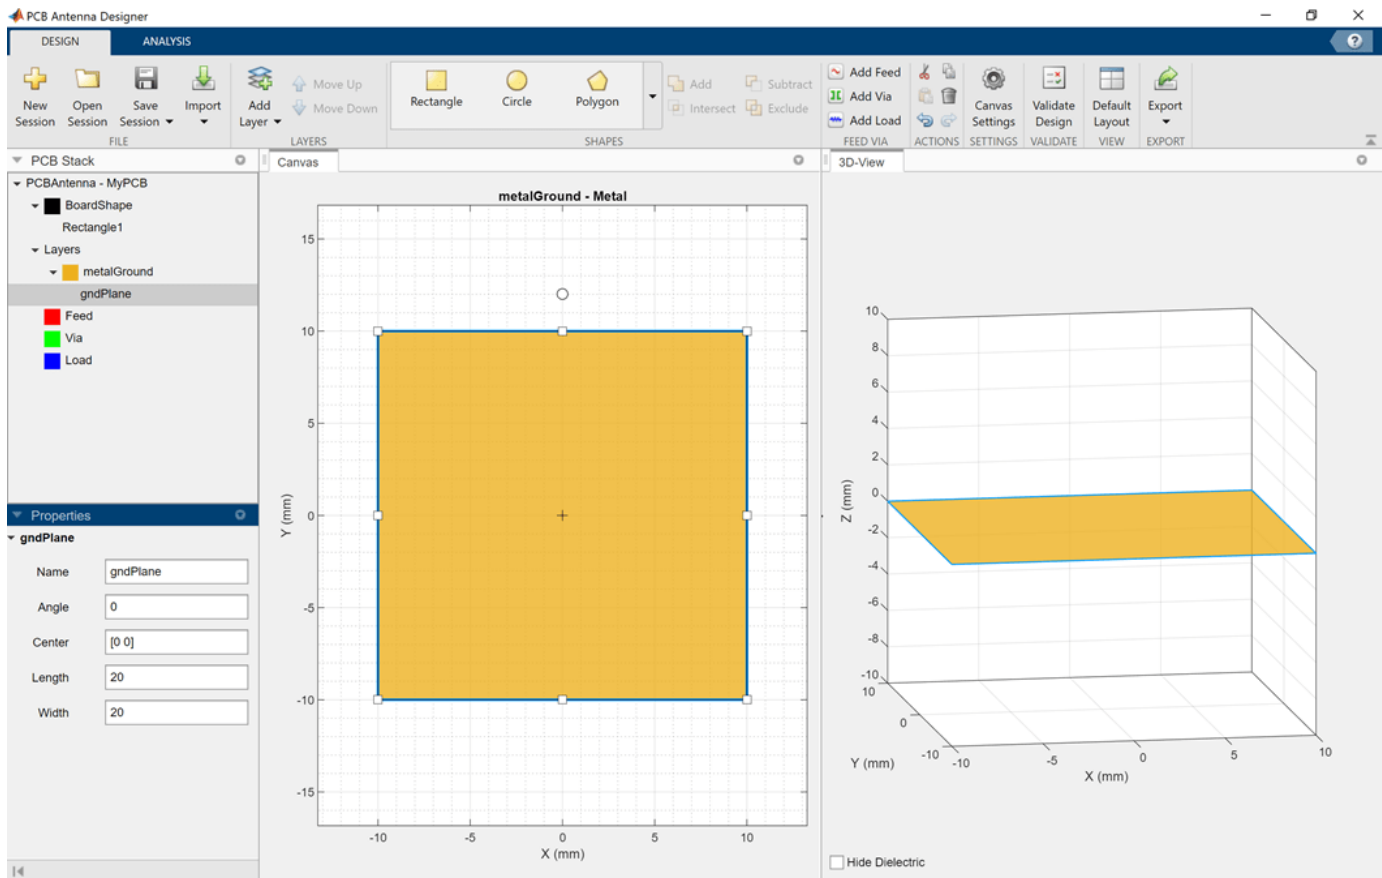 PCB Antenna Designer
DESIGN
ANALYSIS
?
New Session
Open Session
Save Session
Import
FILE
Add Layer
Move Up
Move Down
LAYERS
Rectangle
Circle
Polygon
Add
Subtract
Intersect
Exclude
SHAPES
Add Feed
Add Via
Add Load
FEED VIA
ACTIONS
Canvas Settings
SETTINGS
Validate Design
VALIDATE
Default Layout
VIEW
Export
EXPORT
PCB Stack
PCBAntenna - MyPCB
BoardShape
Rectangle1
Layers
metalGround
gndPlane
Feed
Via
Load
Properties
gndPlane
Name gndPlane
Angle 0
Center [0 0]
Length 20
Width 20
Canvas
metalGround - Metal
15
10
5
0
-5
-10
-15
Y (mm)
-10 -5 0 5 10
X (mm)
3D-View
10
8
6
4
2
0
-2
-4
-6
-8
-10
Z (mm)
10
0
-10
Y (mm)
-10 -5 0 5 10
X (mm)
Hide Dielectric